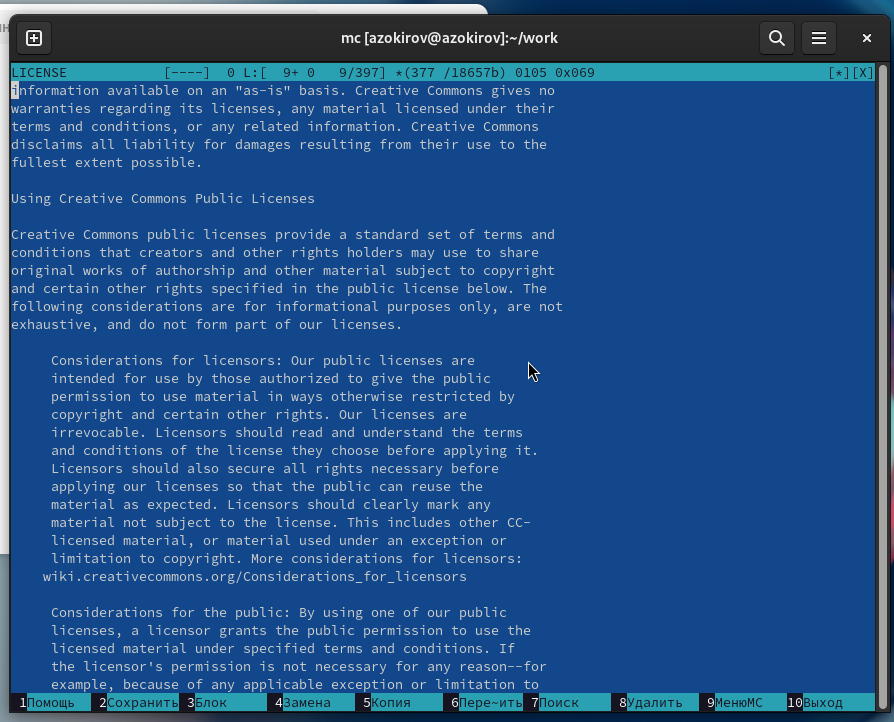 mc [azokirov@azokirov]:~/work
LICENSE [----] 0 L:[ 9+ 0 9/397] *(377 /18657b) 0105 0x069 [*][X]
information available on an "as-is" basis. Creative Commons gives no
warranties regarding its licenses, any material licensed under their
terms and conditions, or any related information. Creative Commons
disclaims all liability for damages resulting from their use to the
fullest extent possible.

Using Creative Commons Public Licenses

Creative Commons public licenses provide a standard set of terms and
conditions that creators and other rights holders may use to share
original works of authorship and other material subject to copyright
and certain other rights specified in the public license below. The
following considerations are for informational purposes only, are not
exhaustive, and do not form part of our licenses.

Considerations for licensors: Our public licenses are
intended for use by those authorized to give the public
permission to use material in ways otherwise restricted by
copyright and certain other rights. Our licenses are
irrevocable. Licensors should read and understand the terms
and conditions of the license they choose before applying it.
Licensors should also secure all rights necessary before
applying our licenses so that the public can reuse the
material as expected. Licensors should clearly mark any
material not subject to the license. This includes other CC-
licensed material, or material used under an exception or
limitation to copyright. More considerations for licensors:
wiki.creativecommons.org/Considerations_for_licensors

Considerations for the public: By using one of our public
licenses, a licensor grants the public permission to use the
licensed material under specified terms and conditions. If
the licensor's permission is not necessary for any reason--for
example, because of any applicable exception or limitation to
1Помощь 2Сохранить 3Блок 4Замена 5Копия 6Пере~ить 7Поиск 8Удалить 9МенюMC 10Выход